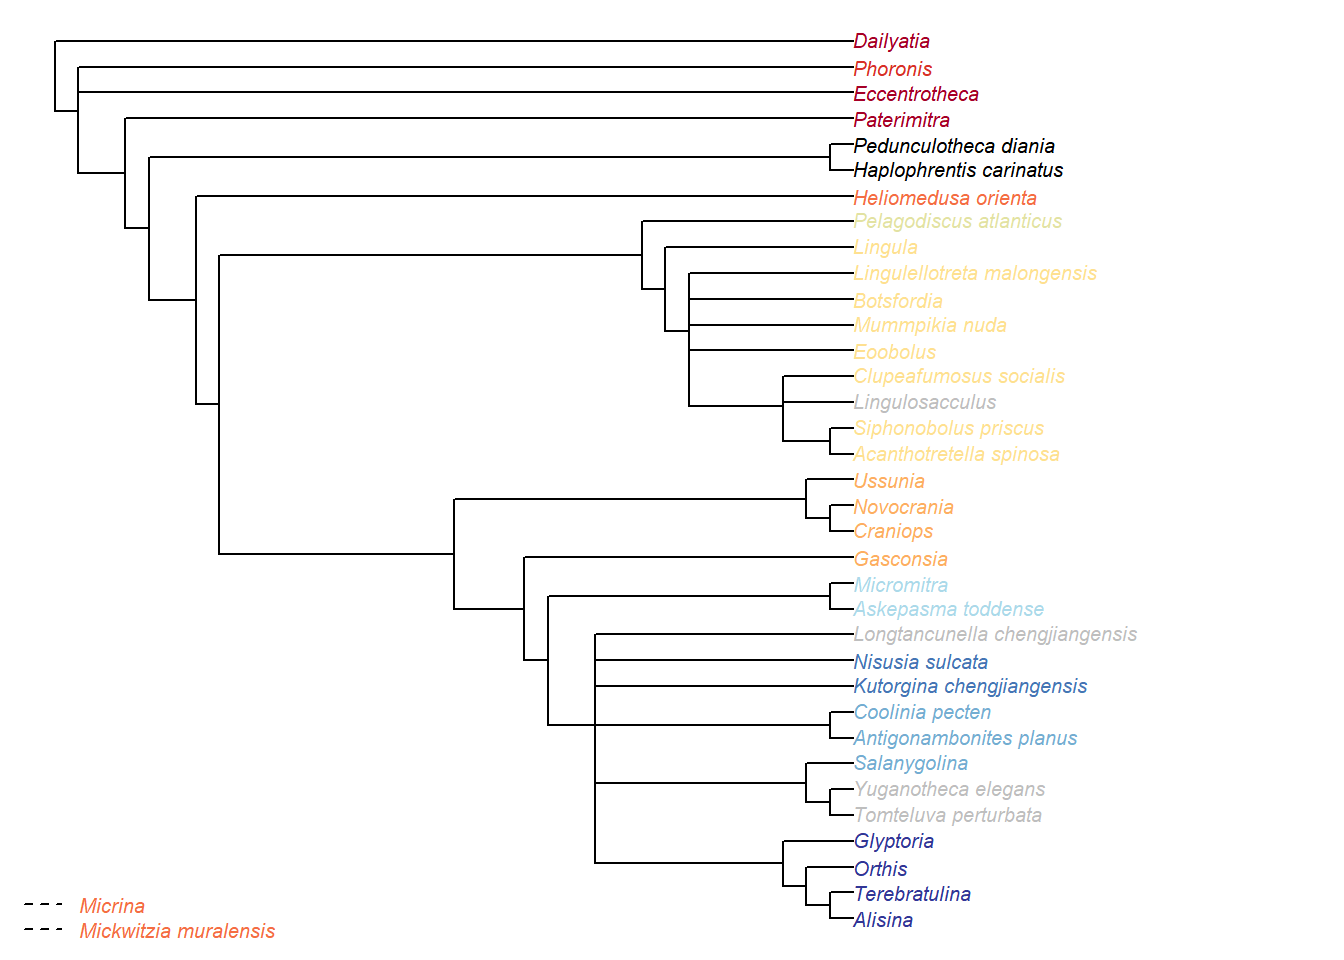 Dailyatia
Phoronis
Eccentrotheca
Paterimitra
Pedunculotheca diania
Haplophrentis carinatus
Heliomedusa orienta
Pelagodiscus atlanticus
Lingula
Lingulellotreta malongensis
Botsfordia
Mummpikia nuda
Eoobolus
Clupeafumosus socialis
Lingulosacculus
Siphonobolus priscus
Acanthotretella spinosa
Ussunia
Novocrania
Craniops
Gasconsia
Micromitra
Askepasma toddense
Longtancunella chengjiangensis
Nisusia sulcata
Kutorgina chengjiangensis
Coolinia pecten
Antigonambonites planus
Salanygolina
Yuganotheca elegans
Tomteluva perturbata
Glyptoria
Orthis
Terebratulina
Alisina
Micrina
Mickwitzia muralensis